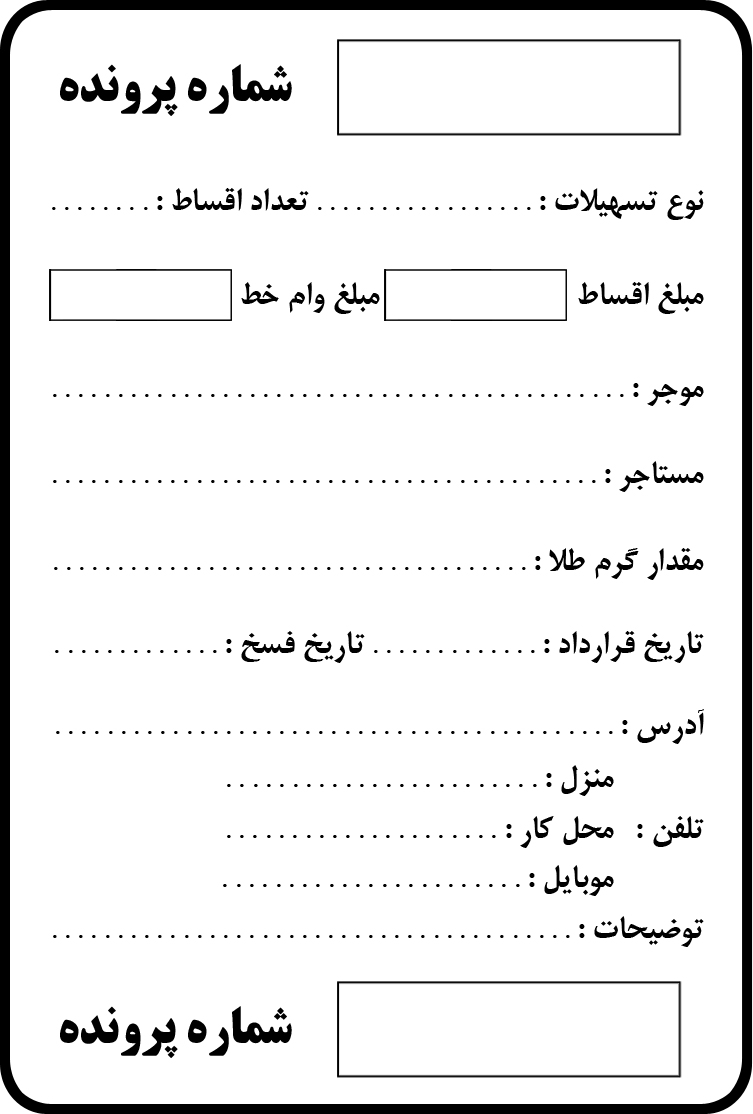 شماره پرونده
نوع تسهیلات : . . . . . . . . . . . . . . . . . تعداد اقساط : . . . . . . . .
مبلغ اقساط مبلغ وام خط
موجر : . . . . . . . . . . . . . . . . . . . . . . . . . . . . . . . . . . . . . . . . . . . .
مستاجر : . . . . . . . . . . . . . . . . . . . . . . . . . . . . . . . . . . . . . . . . . .
مقدار گرم طلا : . . . . . . . . . . . . . . . . . . . . . . . . . . . . . . . . . . . . .
تاریخ قرارداد : . . . . . . . . . . . . . تاریخ فسخ : . . . . . . . . . . . . .
آدرس : . . . . . . . . . . . . . . . . . . . . . . . . . . . . . . . . . . . . . . . . . . .
منزل : . . . . . . . . . . . . . . . . . . . . . . . .
تلفن : محل کار : . . . . . . . . . . . . . . . . . . . . .
موبایل : . . . . . . . . . . . . . . . . . . . . . . .
توضیحات : . . . . . . . . . . . . . . . . . . . . . . . . . . . . . . . . . . . . . . . .
شماره پرونده